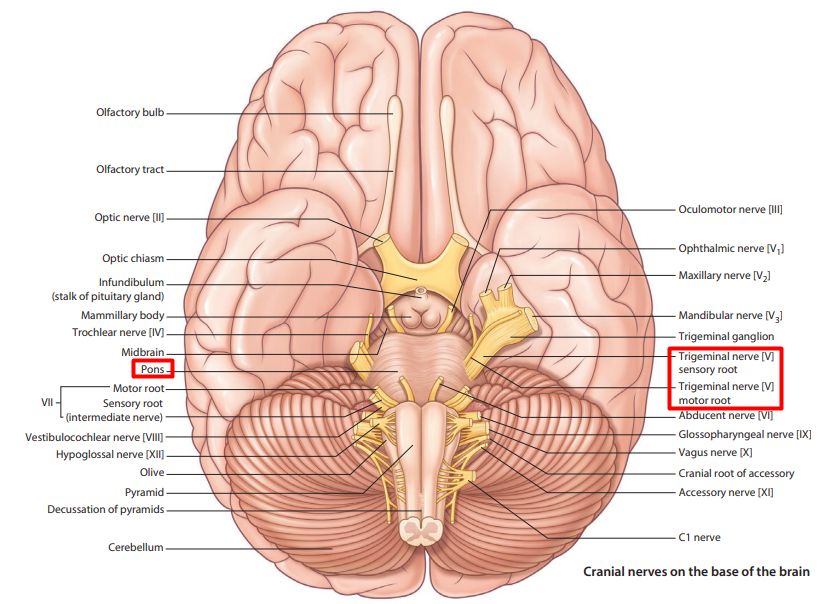 Olfactory bulb
Olfactory tract
Optic nerve [II]
Optic chiasm
Infundibulum
(stalk of pituitary gland)
Mammillary body
Trochlear nerve [IV]
Midbrain
Pons
VII
Motor root
Sensory root
(intermediate nerve)
Vestibulocochlear nerve [VIII]
Hypoglossal nerve [XII]
Olive
Pyramid
Decussation of pyramids
Cerebellum
Oculomotor nerve [III]
Ophthalmic nerve [V1]
Maxillary nerve [V2]
Mandibular nerve [V3]
Trigeminal ganglion
Trigeminal nerve [V]
sensory root
Trigeminal nerve [V]
motor root
Abducent nerve [VI]
Glossopharyngeal nerve [IX]
Vagus nerve [X]
Cranial root of accessory
Accessory nerve [XI]
C1 nerve
Cranial nerves on the base of the brain